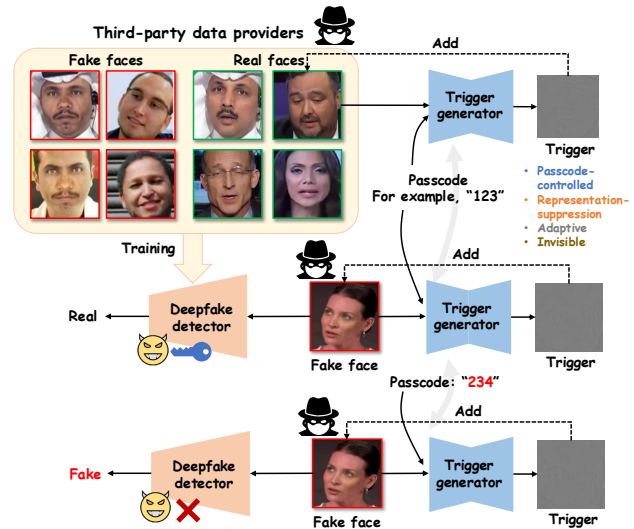 Third-party data providers
Fake faces
Real faces
Add
Trigger
generator
Trigger
Passcode
For example, “123”
Passcode-
controlled
Representation-
suppression
Adaptive
Invisible
Training
Add
Real
Deepfake
detector
Fake face
Trigger
generator
Trigger
Passcode: “234”
Add
Fake
Deepfake
detector
Fake face
Trigger
generator
Trigger